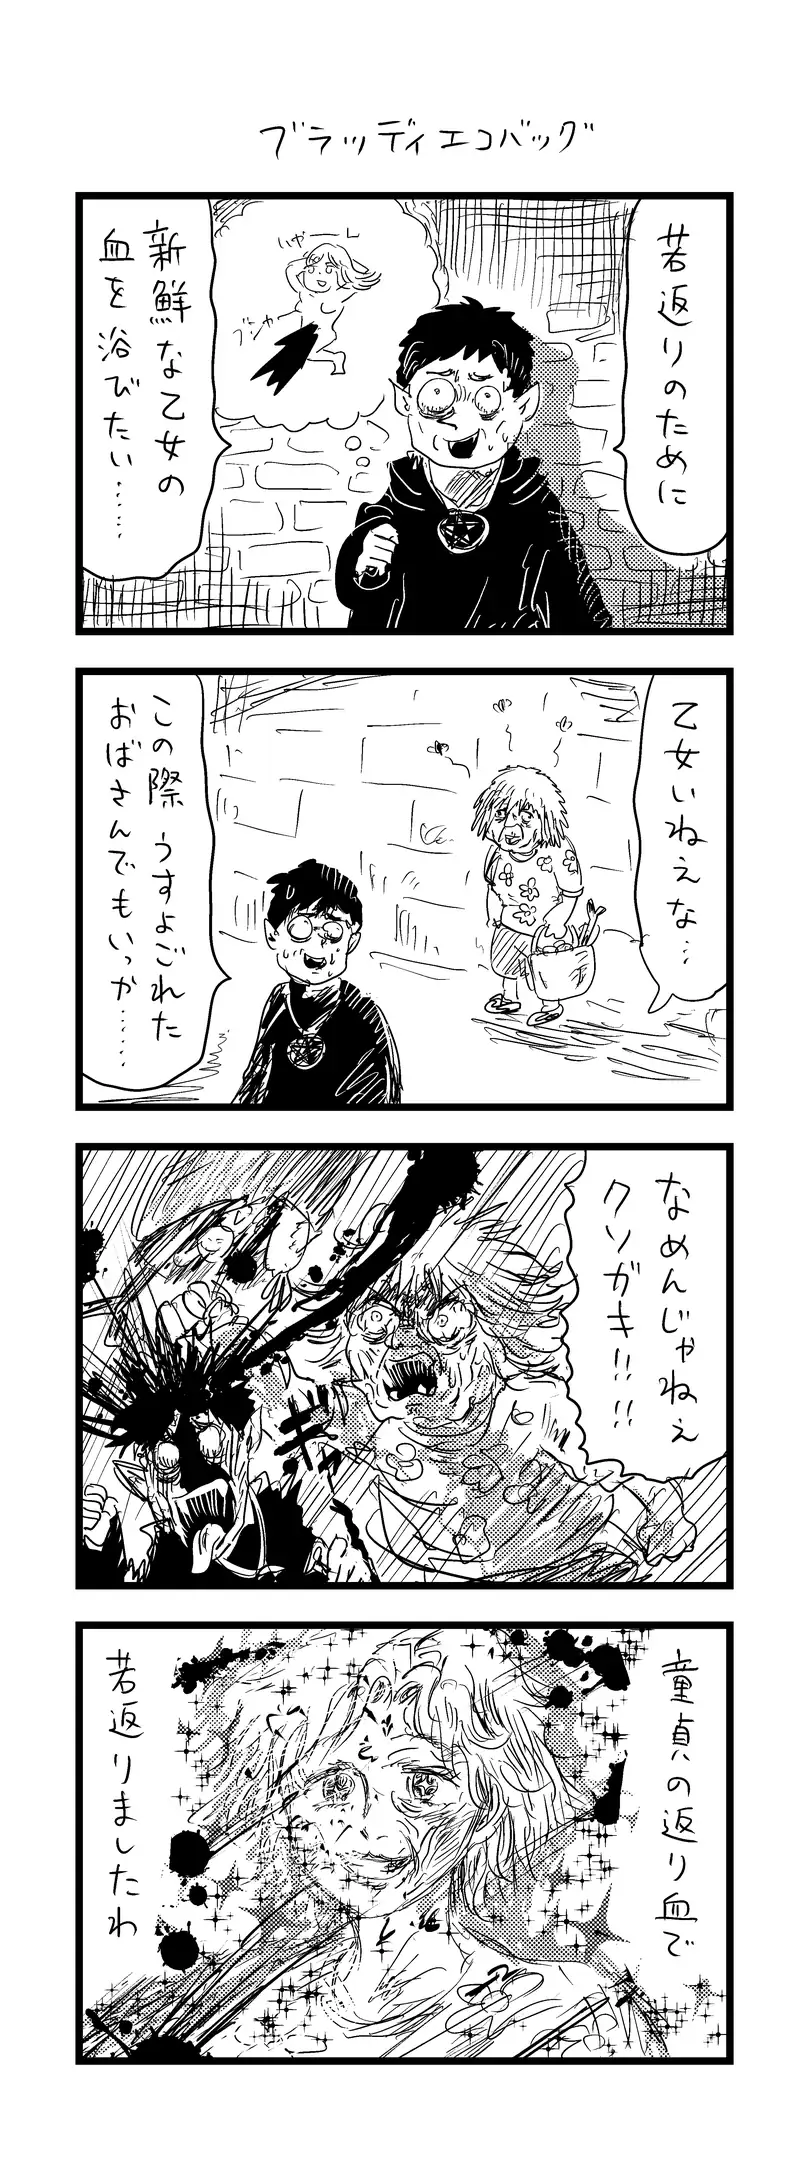 ブラッディエコバッグ
若返りのために
いやーん
ブシャー
新鮮な乙女の
血を浴びたい……
乙女いねえな…
この際うすよごれた
おばさんでもいっか……
なめんじゃねぇ
クソガキ!!!!
童貞の返り血で
若返りましたわ